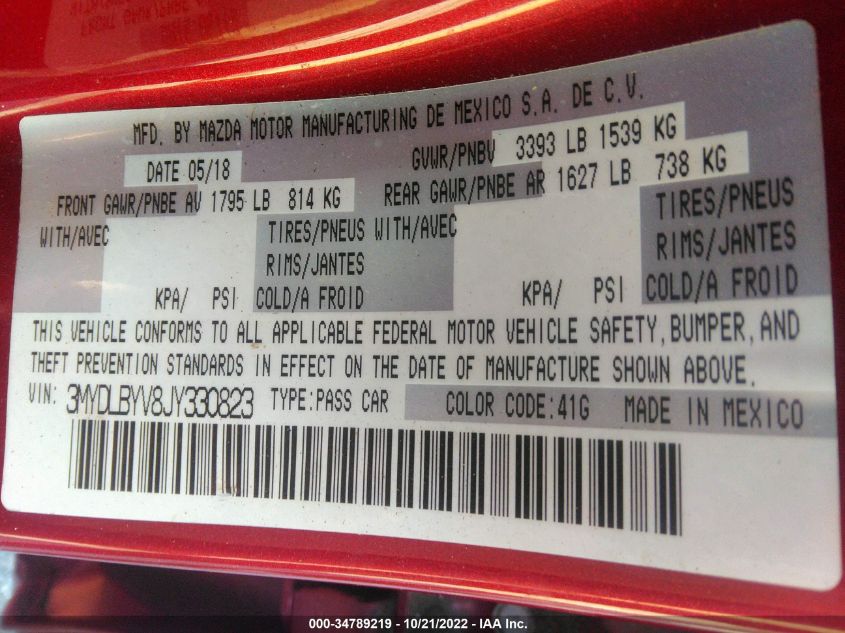 MFD. BY MAZDA MOTOR MANUFACTURING DE MEXICO S.A. DE C.V.
DATE 05/18 GVWR/PNBV 3393 LB 1539 KG
FRONT GAWR/PNBE AV 1795 LB 814 KG REAR GAWR/PNBE AR 1627 LB 738 KG
WITH/AVEC TIRES/PNEUS WITH/AVEC TIRES/PNEUS
RIMS/JANTES RIMS/JANTES
KPA/ PSI COLD/A FROID KPA/ PSI COLD/A FROID
THIS VEHICLE CONFORMS TO ALL APPLICABLE FEDERAL MOTOR VEHICLE SAFETY, BUMPER, AND
THEFT PREVENTION STANDARDS IN EFFECT ON THE DATE OF MANUFACTURE SHOWN ABOVE.
VIN: 3MYDLBYV8JY330823 TYPE:PASS CAR COLOR CODE:41G MADE IN MEXICO
000-34789219 - 10/21/2022 - IAA Inc.